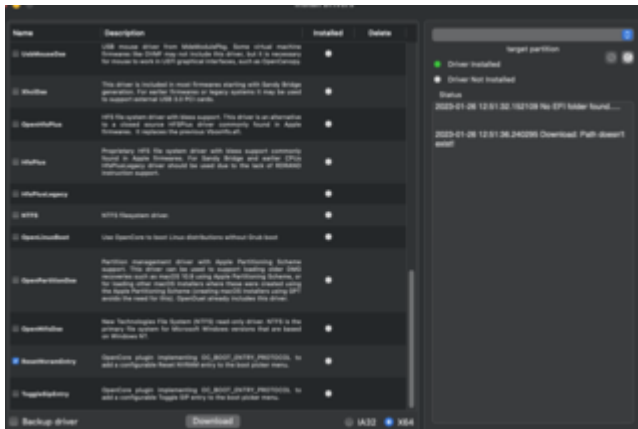 Name Description Installed Delete
UsbMouseDxe
USB mouse driver from MdeModulePkg. Some virtual machine
firmwares like OVMF may not include this driver, but it is necessary
for mouse to work in UEFI graphical interfaces, such as OpenCanopy.
XhciDxe
This driver is included in most firmwares starting with Sandy Bridge
generation. For earlier firmwares or legacy systems it may be used
to support external USB 3.0 PCI cards.
OpenHfsPlus
HFS file system driver with bless support. This driver is an alternative
to a closed source HFSPlus driver commonly found in Apple
firmwares. It replaces the previous VboxHfs.efi.
HfsPlus
Proprietary HFS file system driver with bless support commonly
found in Apple firmwares. For Sandy Bridge and earlier CPUs
HfsPlusLegacy driver should be used due to the lack of RDRAND
instruction support.
HfsPlusLegacy
NTFS
NTFS filesystem driver.
OpenLinuxBoot
Use OpenCore to boot Linux distributions without Grub boot
OpenPartitionDxe
Partition management driver with Apple Partitioning Scheme
support. This driver can be used to support loading older DMG
recoveries such as macOS 10.9 using Apple Partitioning Scheme, or
for loading other macOS installers where these were created using
the Apple Partitioning Scheme (creating macOS installers using GPT
avoids the need for this). OpenDuet already includes this driver.
OpenNtfsDxe
New Technologies File System (NTFS) read-only driver. NTFS is the
primary file system for Microsoft Windows versions that are based
on Windows NT.
ResetNvramEntry
OpenCore plugin implementing OC_BOOT_ENTRY_PROTOCOL to
add a configurable Reset NVRAM entry to the boot picker menu.
ToggleSipEntry
OpenCore plugin implementing OC_BOOT_ENTRY_PROTOCOL to
add a configurable Toggle SIP entry to the boot picker menu.
Backup driver Download IA32 X64
target partition
Driver Installed
Driver Not Installed
Status
2023-01-26 12:51:32.152108 No EFI folder found.....
2023-01-26 12:51:36.240295 Download: Path doesn't
exist!